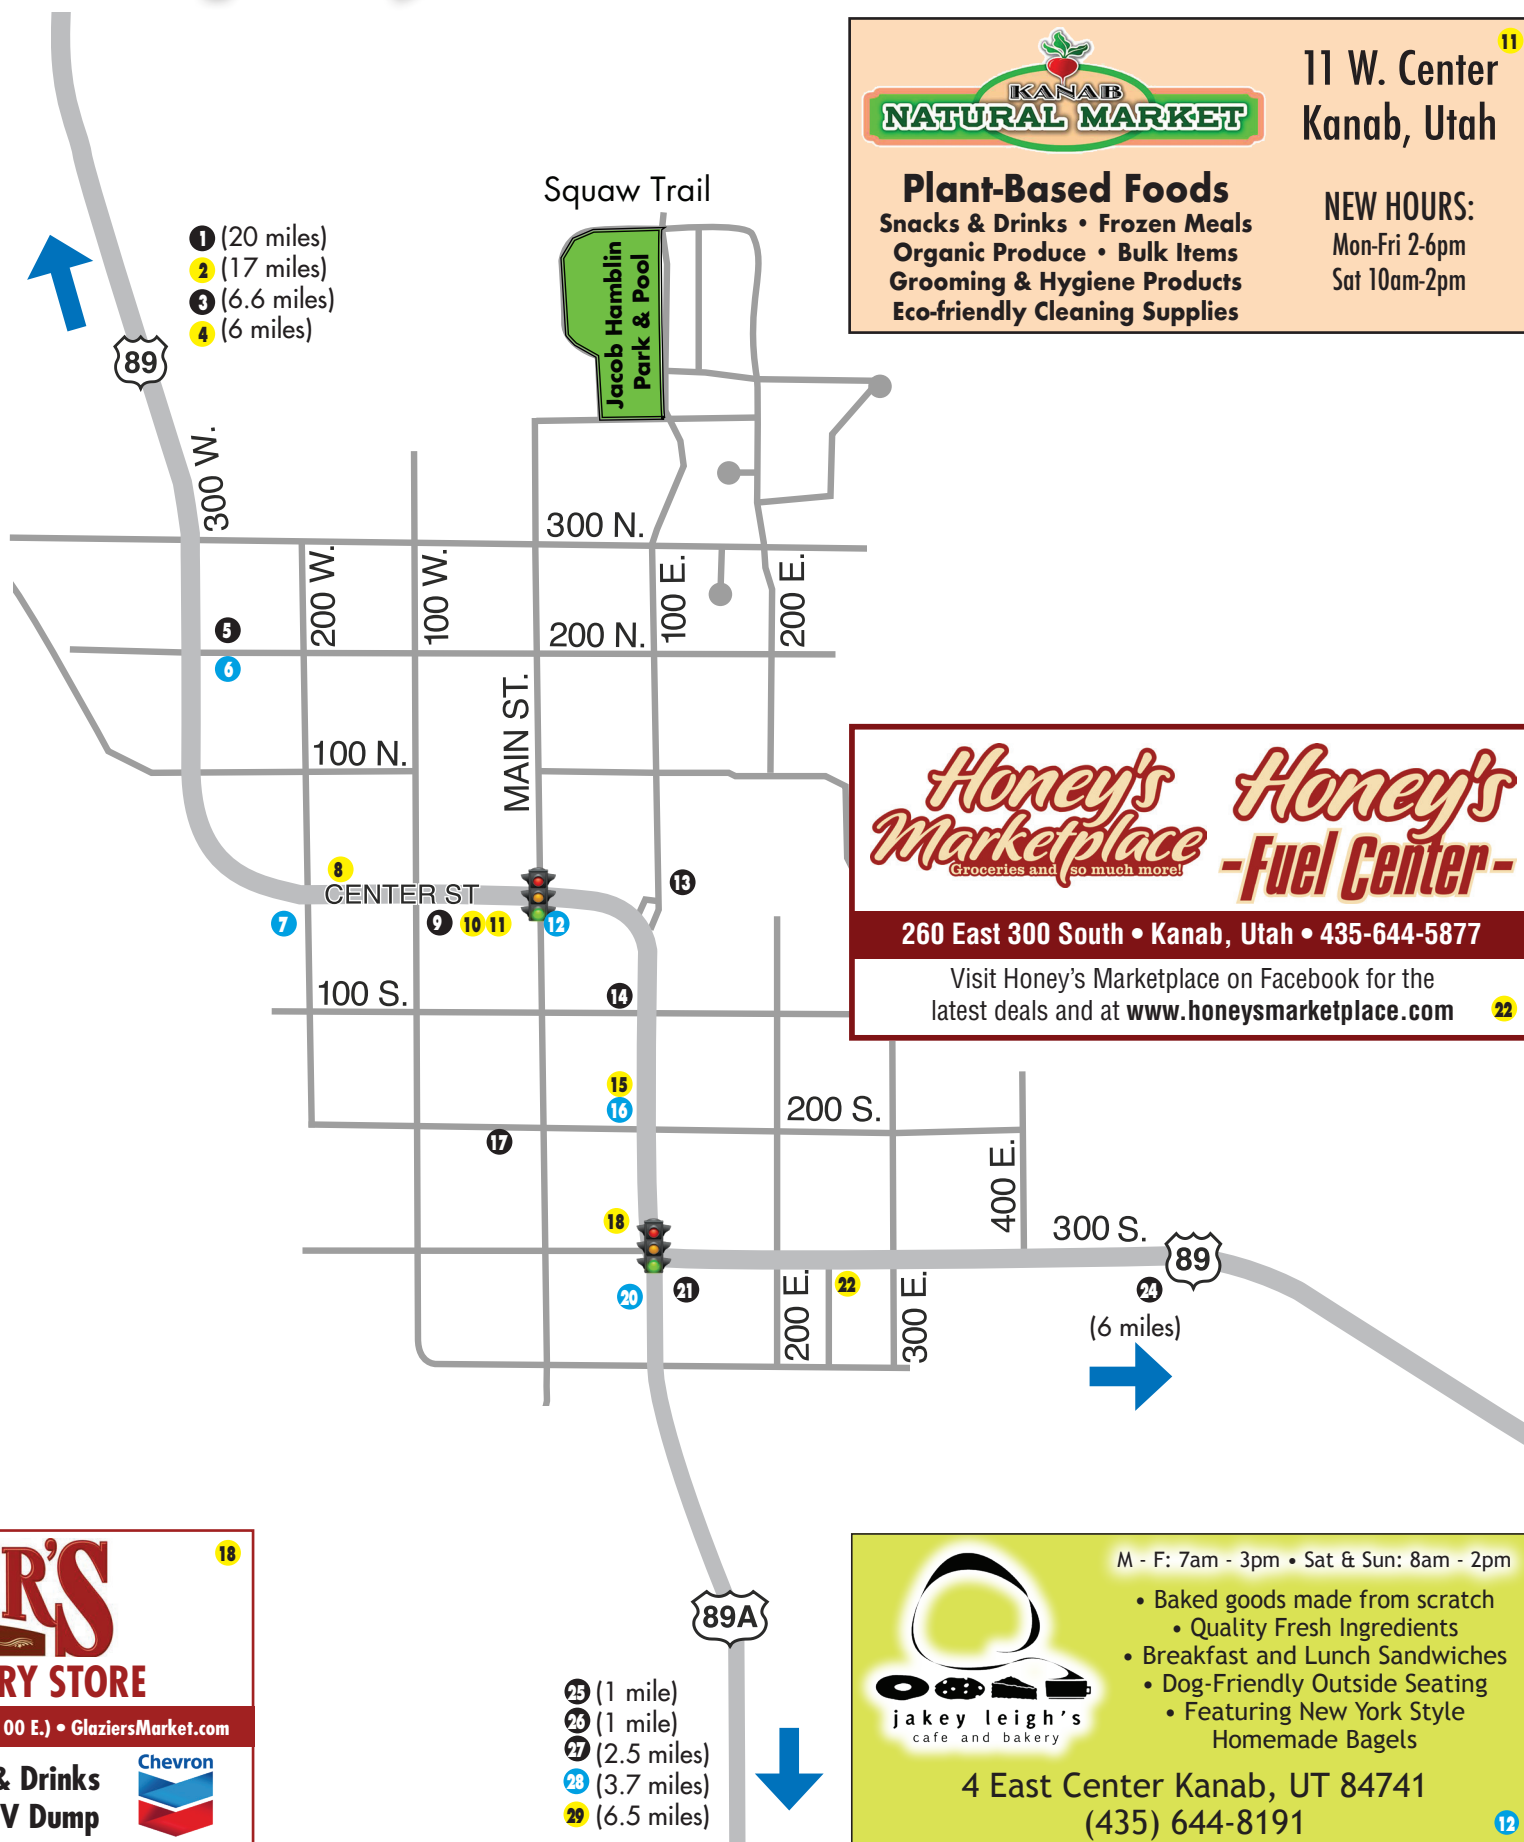 11
KANAB
NATURAL MARKET
11 W. Center
Kanab, Utah
Plant-Based Foods
Snacks & Drinks • Frozen Meals
Organic Produce • Bulk Items
Grooming & Hygiene Products
Eco-friendly Cleaning Supplies
NEW HOURS:
Mon-Fri 2-6pm
Sat 10am-2pm
Squaw Trail
Jacob Hamblin
Park & Pool
1 (20 miles)
2 (17 miles)
3 (6.6 miles)
4 (6 miles)
89
300 W.
300 N.
200 W.
100 W.
100 E.
200 E.
5
200 N.
6
MAIN ST.
100 N.
8
CENTER ST
13
7
9
10
11
12
Honey's
Marketplace
Groceries and so much more!
Honey's
-Fuel Center-
260 East 300 South • Kanab, Utah • 435-644-5877
Visit Honey's Marketplace on Facebook for the
latest deals and at www.honeysmarketplace.com
22
100 S.
14
15
16
200 S.
17
400 E.
18
300 S.
89
20
21
200 E.
22
300 E.
24
(6 miles)
18
R'S
RY STORE
00 E.) • GlaziersMarket.com
& Drinks
V Dump
Chevron
89A
25 (1 mile)
26 (1 mile)
27 (2.5 miles)
28 (3.7 miles)
29 (6.5 miles)
M - F: 7am - 3pm • Sat & Sun: 8am - 2pm
• Baked goods made from scratch
• Quality Fresh Ingredients
• Breakfast and Lunch Sandwiches
• Dog-Friendly Outside Seating
• Featuring New York Style
Homemade Bagels
jakey leigh's
cafe and bakery
4 East Center Kanab, UT 84741
(435) 644-8191
12